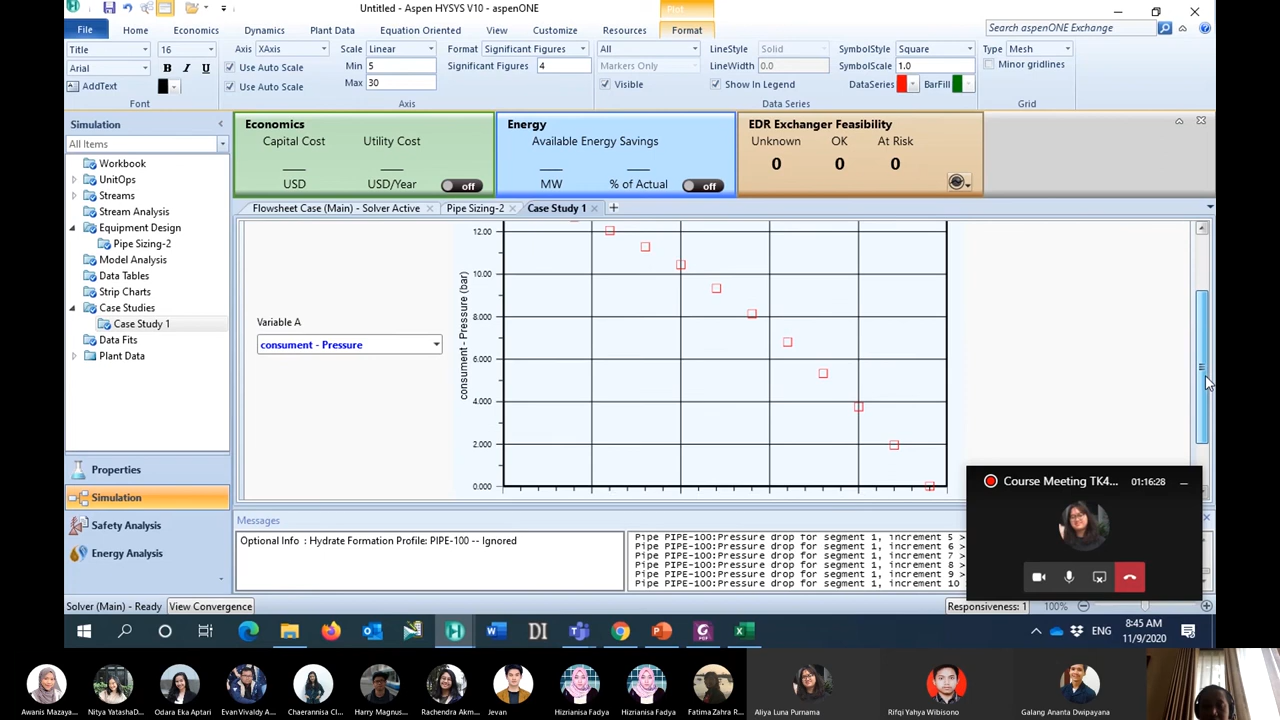 Untitled - Aspen HYSYS V10 - aspenONE
Plot
File Home Economics Dynamics Plant Data Equation Oriented View Customize Resources Format
Search aspenONE Exchange
Title 16 Axis XAxis Scale Linear Format Significant Figures All LineStyle Solid SymbolStyle Square Type Mesh
Arial B I U Use Auto Scale Min 5 Significant Figures 4 Markers Only LineWidth 0.0 SymbolScale 1.0 Minor gridlines
AddText Use Auto Scale Max 30 Visible Show In Legend DataSeries BarFill
Font Axis Data Series Grid
Simulation
All Items
Workbook
UnitOps
Streams
Stream Analysis
Equipment Design
Pipe Sizing-2
Model Analysis
Data Tables
Strip Charts
Case Studies
Case Study 1
Data Fits
Plant Data
Properties
Simulation
Safety Analysis
Energy Analysis
Economics
Capital Cost Utility Cost
USD USD/Year off
Energy
Available Energy Savings
MW % of Actual off
EDR Exchanger Feasibility
Unknown OK At Risk
0 0 0
Flowsheet Case (Main) - Solver Active Pipe Sizing-2 Case Study 1
Variable A
consument - Pressure
consument - Pressure (bar)
12.00
10.00
8.000
6.000
4.000
2.000
0.000
Messages
Optional Info : Hydrate Formation Profile: PIPE-100 -- Ignored
Pipe PIPE-100:Pressure drop for segment 1, increment 5 >
Pipe PIPE-100:Pressure drop for segment 1, increment 6 >
Pipe PIPE-100:Pressure drop for segment 1, increment 7 >
Pipe PIPE-100:Pressure drop for segment 1, increment 8 >
Pipe PIPE-100:Pressure drop for segment 1, increment 9 >
Pipe PIPE-100:Pressure drop for segment 1, increment 10 >
Course Meeting TK4... 01:16:28
Solver (Main) - Ready View Convergence Responsiveness: 1 100%
DI
ENG
8:45 AM
11/9/2020
Awanis Mazaya... Nitya YatashaD... Odara Eka Aptari Evan Vivaldy A... Chaerannisa Cl... Harry Magnus... Rachendra Akm... Jevan Hizrianisa Fadya Hizrianisa Fadya Fatima Zahra R... Aliya Luna Purnama Rifqi Yahya Wibisono Galang Ananta Dwipayana